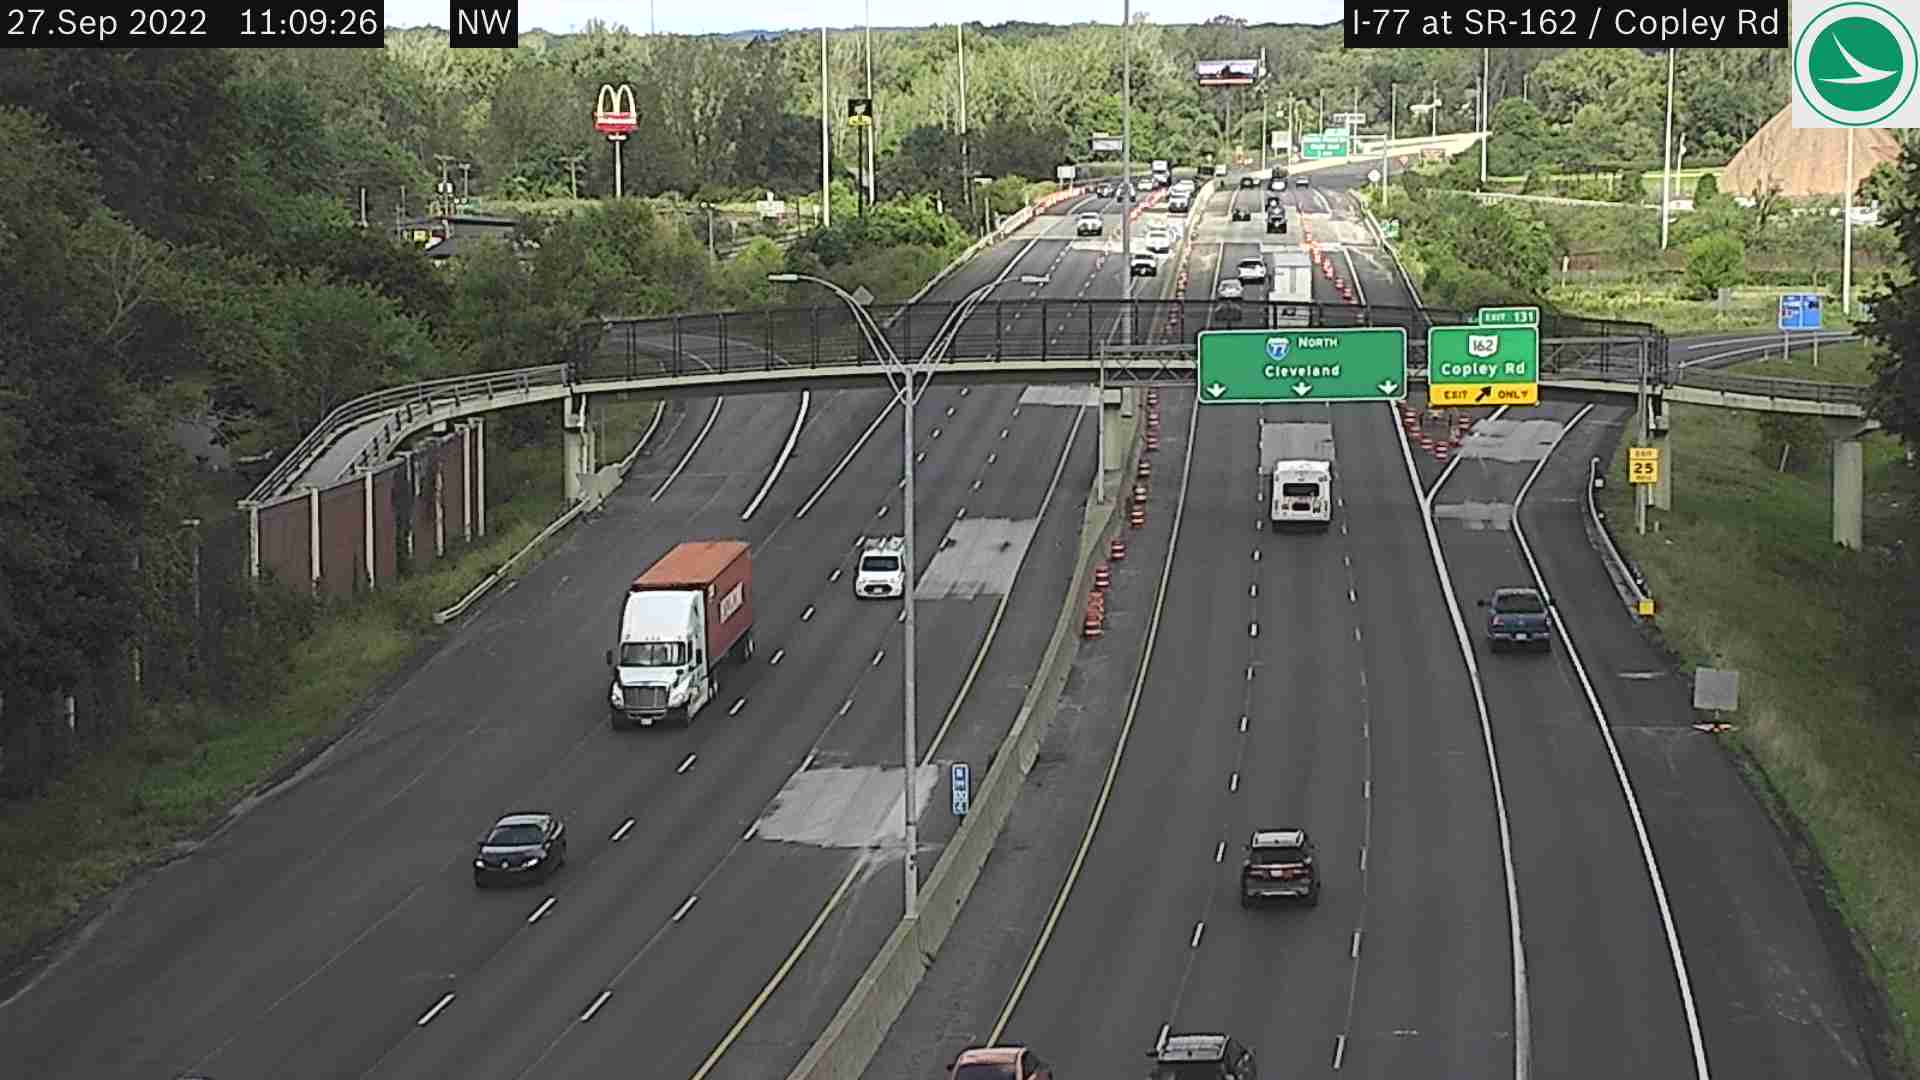 27.Sep 2022 11:09:26
NW
I-77 at SR-162 / Copley Rd
McDonald's
EXIT 131
77 NORTH
Cleveland
162
Copley Rd
EXIT ONLY
EXIT
25